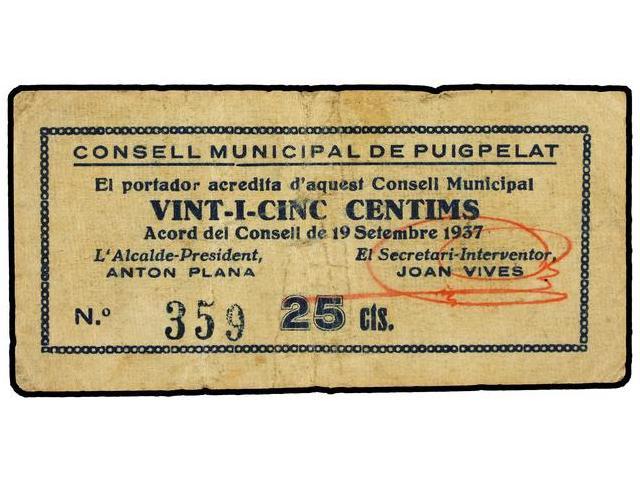 CONSELL MUNICIPAL DE PUIGPELAT
El portador acredita d'aquest Consell Municipal
VINT-I-CINC CENTIMS
Acord del Consell de 19 Setembre 1937
L'Alcalde-President, El Secretari-Interventor,
ANTON PLANA JOAN VIVES
N.º 359 25 cts.